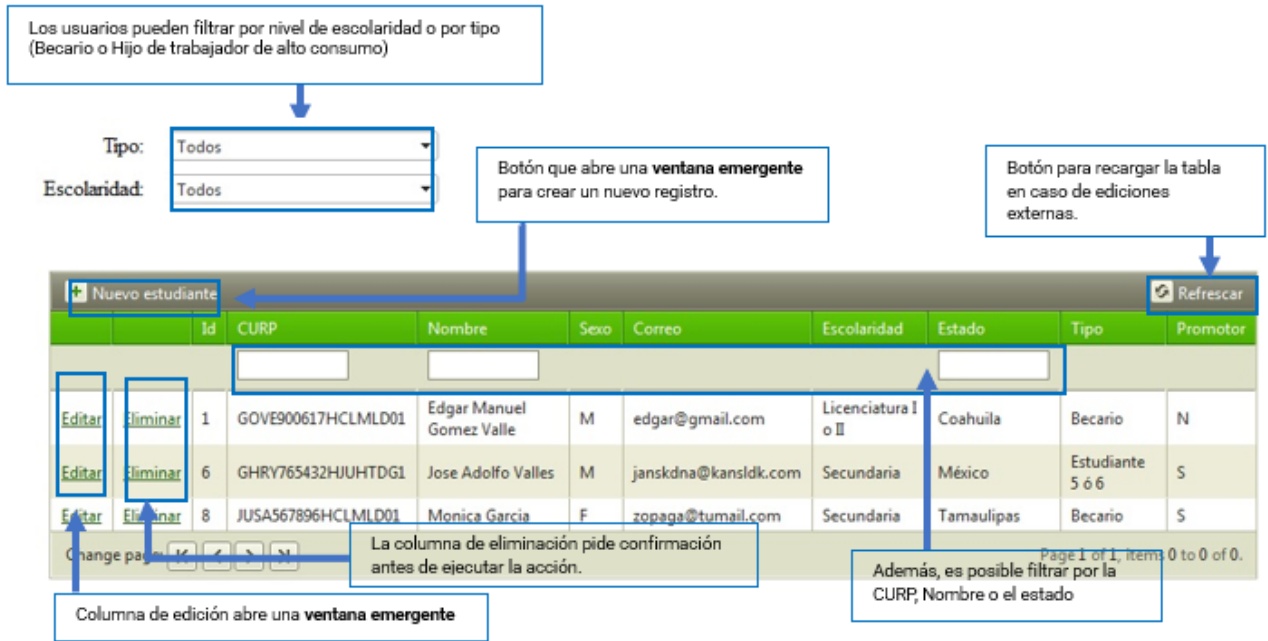 Los usuarios pueden filtrar por nivel de escolaridad o por tipo
(Becario o Hijo de trabajador de alto consumo)
Tipo: Todos
Escolaridad: Todos
Botón que abre una ventana emergente
para crear un nuevo registro.
Botón para recargar la tabla
en caso de ediciones
externas.
Nuevo estudiante Refrescar
Id CURP Nombre Sexo Correo Escolaridad Estado Tipo Promotor
Editar Eliminar 1 GOVE900617HCLMLD01 Edgar Manuel Gomez Valle M edgar@gmail.com Licenciatura I o II Coahuila Becario N
Editar Eliminar 6 GHRY765432HJUHTDG1 Jose Adolfo Valles M janskdna@kansldk.com Secundaria México Estudiante 5 ó 6 S
Editar Eliminar 8 JUSA567896HCLMLD01 Monica Garcia F zopaga@tumail.com Secundaria Tamaulipas Becario S
Change page: Page 1 of 1, items 0 to 0 of 0.
La columna de eliminación pide confirmación
antes de ejecutar la acción.
Además, es posible filtrar por la
CURP, Nombre o el estado
Columna de edición abre una ventana emergente